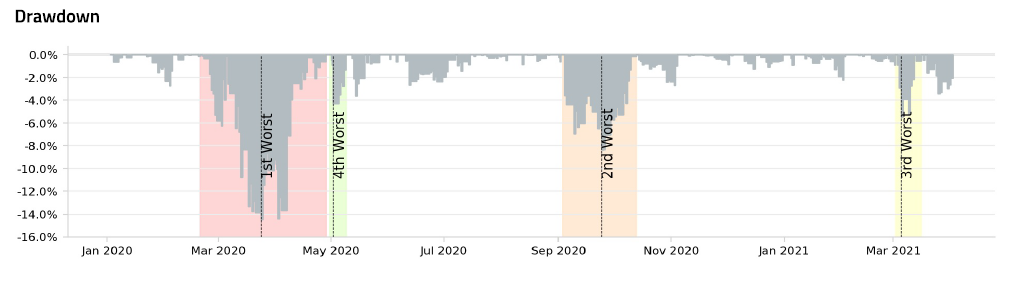 Drawdown
0.0%
-2.0%
-4.0%
-6.0%
-8.0%
-10.0%
-12.0%
-14.0%
-16.0%
1st Worst
4th Worst
2nd Worst
3rd Worst
Jan 2020 Mar 2020 May 2020 Jul 2020 Sep 2020 Nov 2020 Jan 2021 Mar 2021